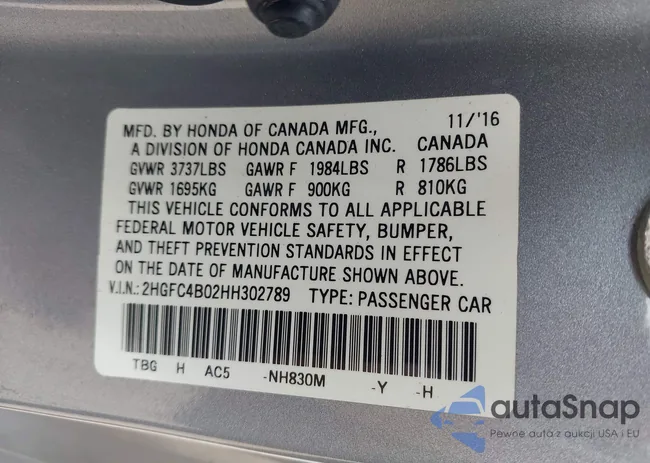 11/'16
MFD. BY HONDA OF CANADA MFG.,
A DIVISION OF HONDA CANADA INC. CANADA
GVWR 3737LBS GAWR F 1984LBS R 1786LBS
GVWR 1695KG GAWR F 900KG R 810KG
THIS VEHICLE CONFORMS TO ALL APPLICABLE
FEDERAL MOTOR VEHICLE SAFETY, BUMPER,
AND THEFT PREVENTION STANDARDS IN EFFECT
ON THE DATE OF MANUFACTURE SHOWN ABOVE.
V.I.N.: 2HGFC4B02HH302789 TYPE: PASSENGER CAR
TBG H AC5 -NH830M -Y -H
autaSnap
Pewne auta z aukcji USA i EU